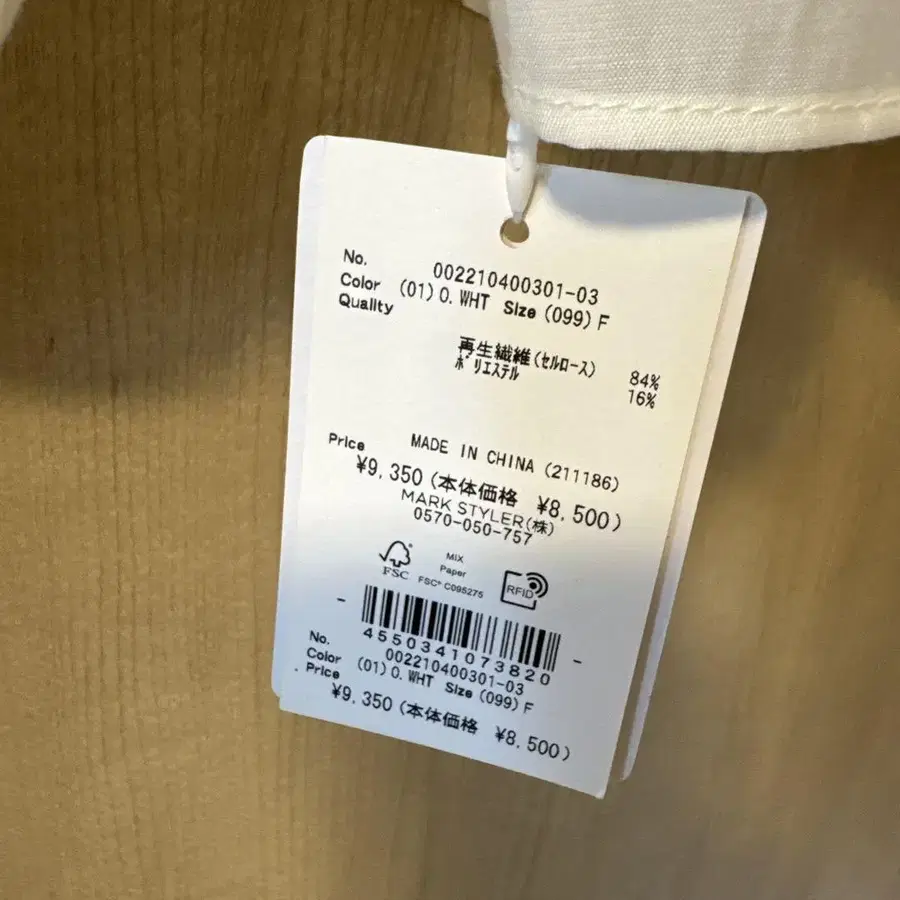 No. 002210400301-03
Color (01) O. WHT Size (099) F
Quality
再生繊維(セルロース) 84%
ポリエステル 16%
MADE IN CHINA (211186)
Price
¥9,350 (本体価格 ¥8,500)
MARK STYLER(株)
0570-050-757
FSC
MIX
Paper
FSC® C095275
RFID
4550341073820
No. 002210400301-03
Color (01) O. WHT Size (099) F
Price
¥9,350 (本体価格 ¥8,500)